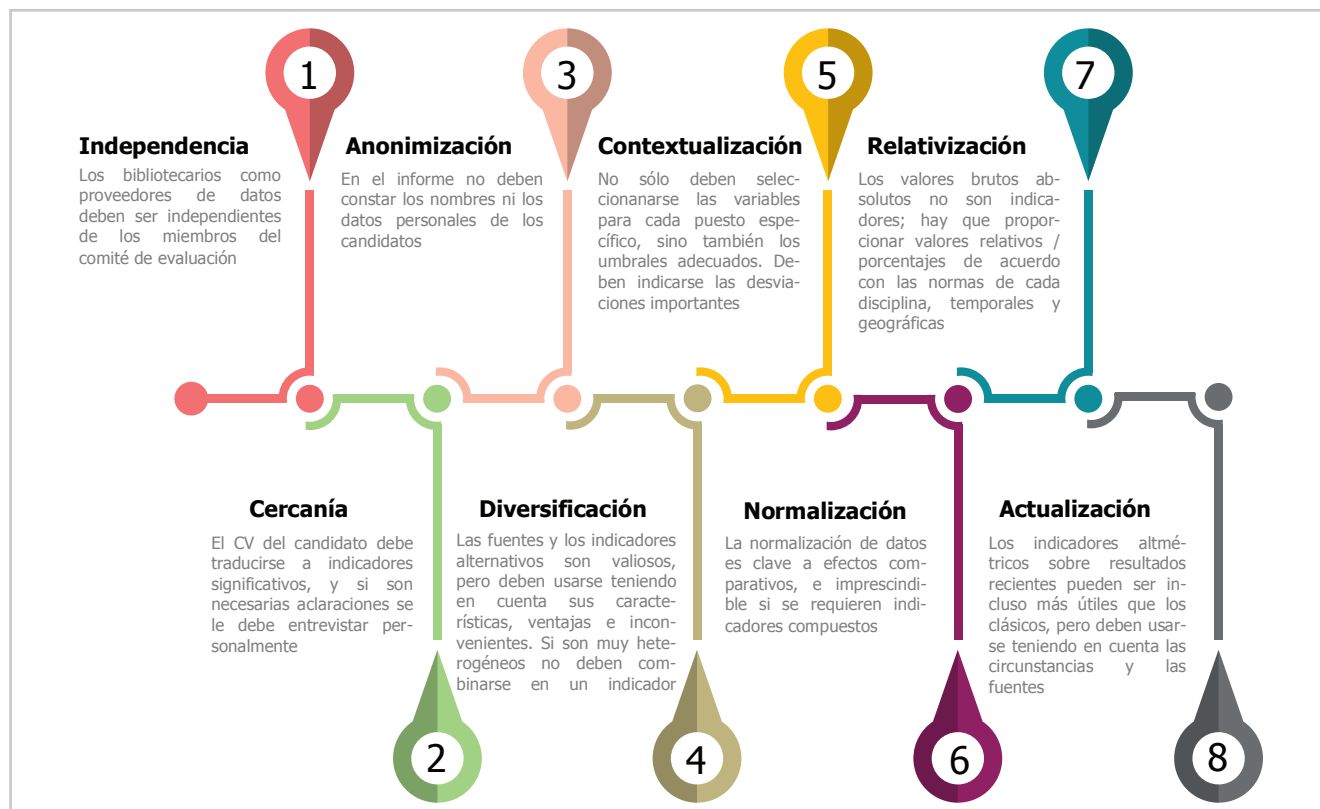 1
Independencia
Los bibliotecarios como
proveedores de datos
deben ser independientes
de los miembros del
comité de evaluación
2
Cercanía
El CV del candidato debe
traducirse a indicadores
significativos, y si son
necesarias aclaraciones se
le debe entrevistar per-
sonalmente
3
Anonimización
En el informe no deben
constar los nombres ni los
datos personales de los
candidatos
4
Diversificación
Las fuentes y los indicadores
alternativos son valiosos,
pero deben usarse teniendo
en cuenta sus caracte-
rísticas, ventajas e incon-
venientes. Si son muy hete-
rogéneos no deben com-
binarse en un indicador
5
Contextualización
No sólo deben selec-
cionanarse las variables
para cada puesto espe-
cífico, sino también los
umbrales adecuados. De-
ben indicarse las desvia-
ciones importantes
6
Normalización
La normalización de datos
es clave a efectos com-
parativos, e imprescindi-
ble si se requieren indi-
cadores compuestos
7
Relativización
Los valores brutos ab-
solutos no son indica-
dores; hay que propor-
cionar valores relativos /
porcentajes de acuerdo
con las normas de cada
disciplina, temporales y
geográficas
8
Actualización
Los indicadores altmé-
tricos sobre resultados
recientes pueden ser in-
cluso más útiles que los
clásicos, pero deben usar-
se teniendo en cuenta las
circunstancias y las
fuentes